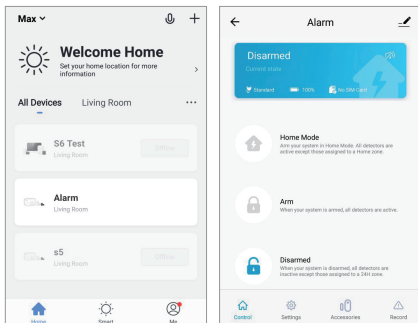 Max
Welcome Home
Set your home location for more
information
All Devices Living Room
S6 Test
Living Room
Offline
Alarm
Living Room
s5
Living Room
Offline
Home Smart Me
Alarm
Disarmed
Current state
Standard 100% No SIM Card
Home Mode
Arm your system in Home Mode. All detectors are
active except those assigned to a Home zone.
Arm
When your system is armed, all detectors are active.
Disarmed
When your system is disarmed, all detectors are
inactive except those assigned to a 24H zone.
Control Settings Accessories Record